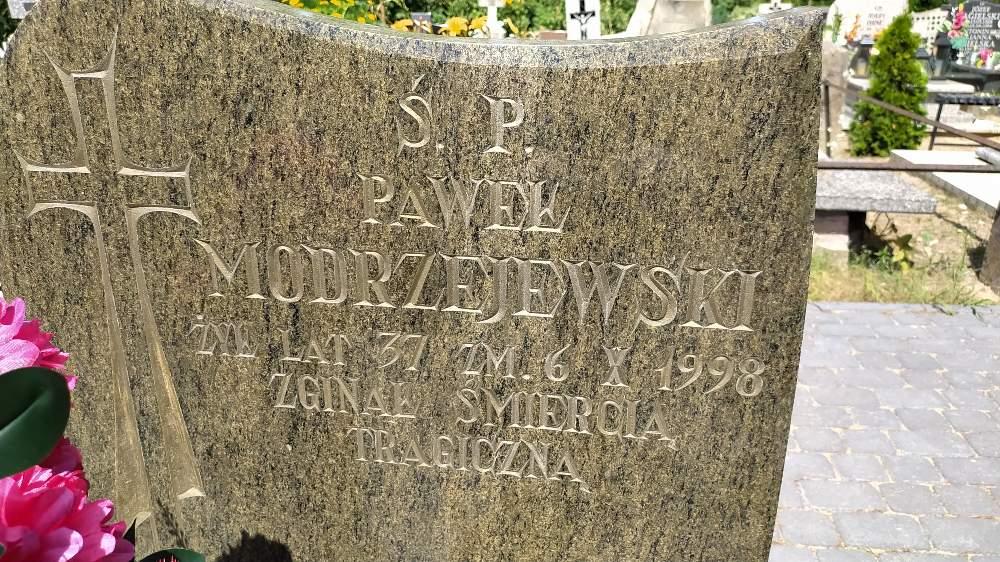 Ś. P.
PAWEŁ
MODRZEJEWSKI
ŻYŁ LAT 37 ZM. 6 X 1998
ZGINĄŁ ŚMIERCIĄ
TRAGICZNĄ